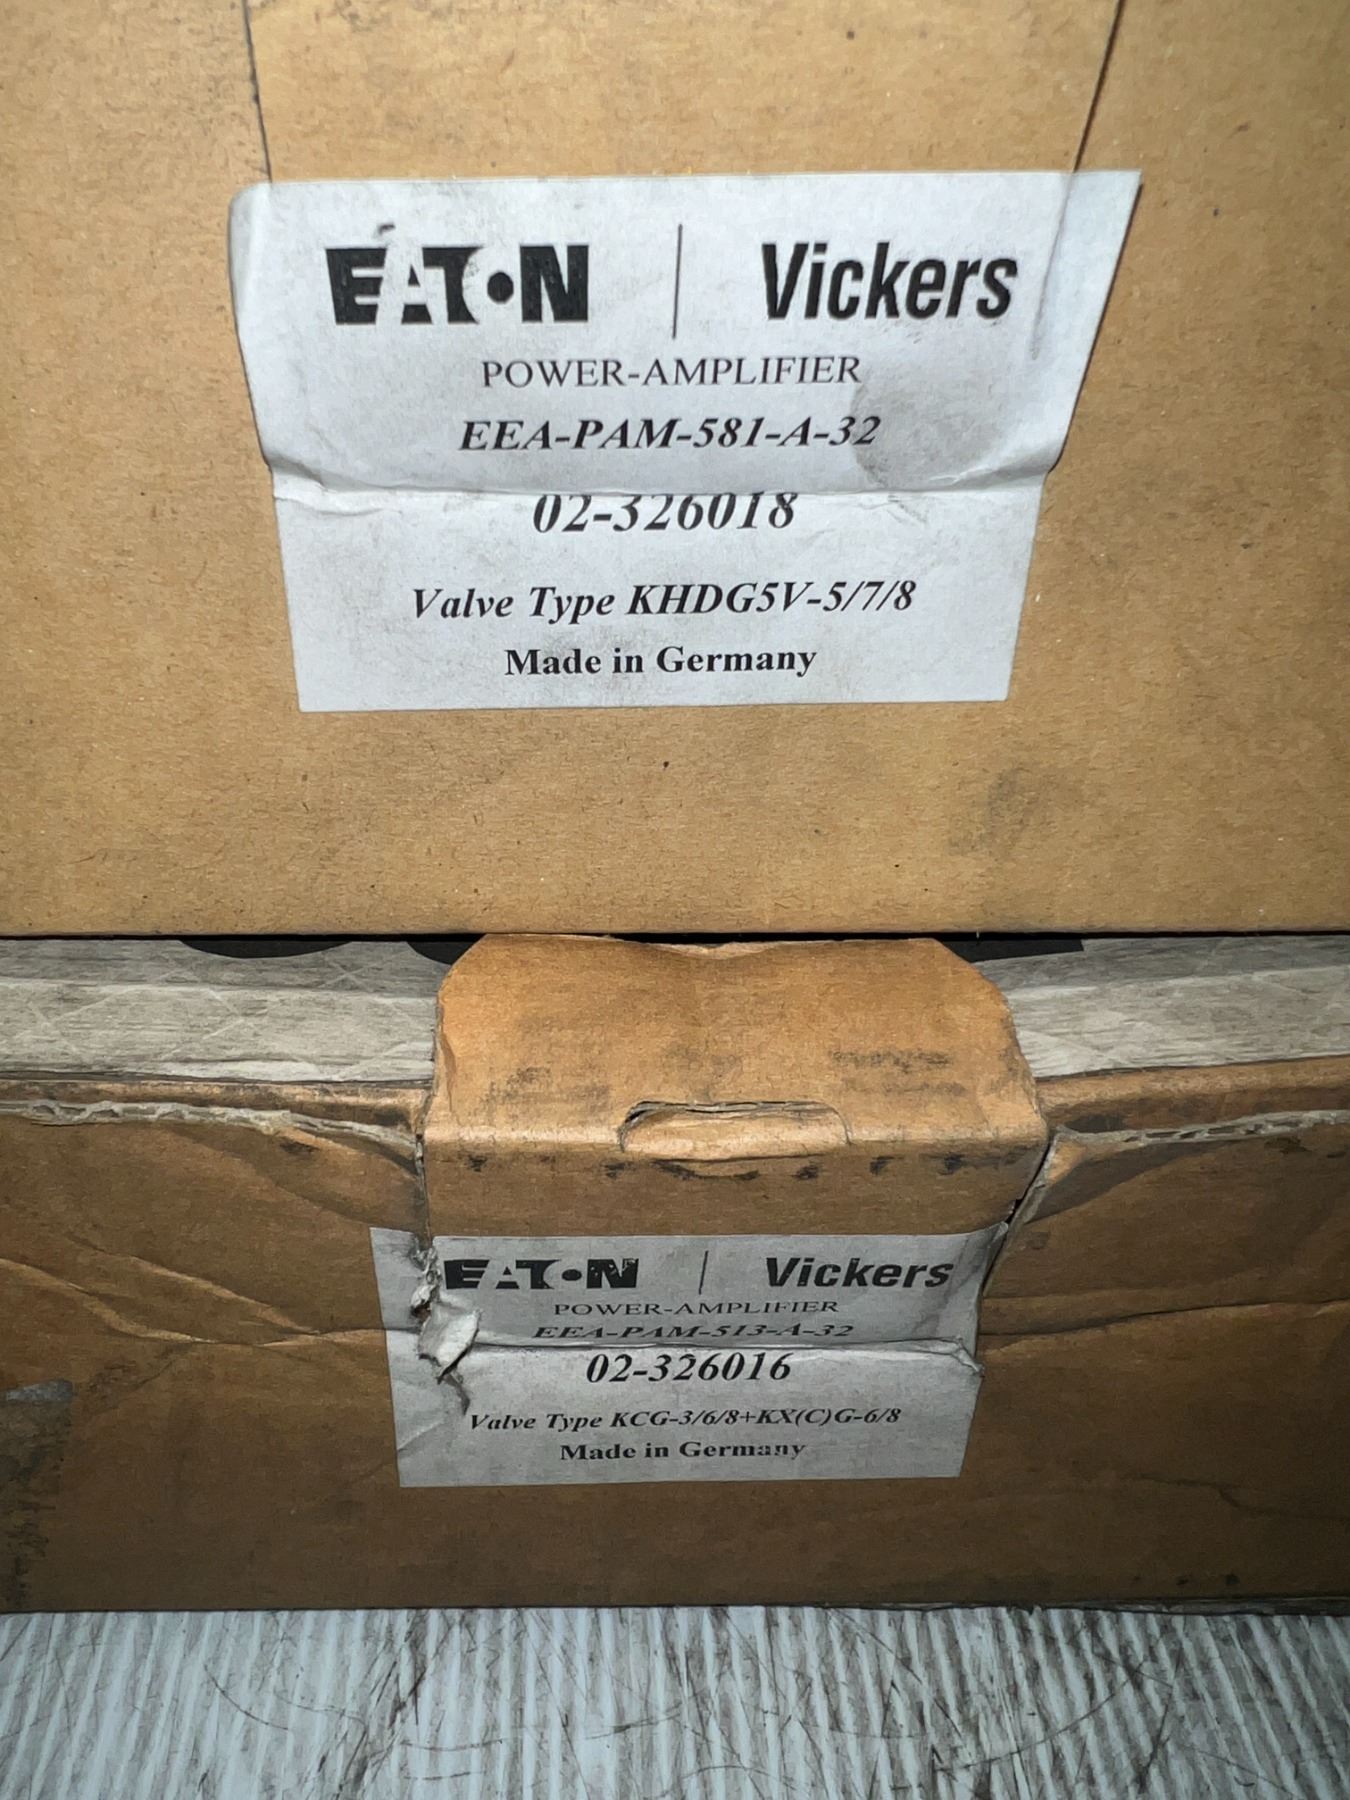 EATON | Vickers
POWER-AMPLIFIER
EEA-PAM-581-A-32
02-326018
Valve Type KHDG5V-5/7/8
Made in Germany
EATON | Vickers
POWER-AMPLIFIER
EEA-PAM-513-A-32
02-326016
Valve Type KCG-3/6/8+KX(C)G-6/8
Made in Germany